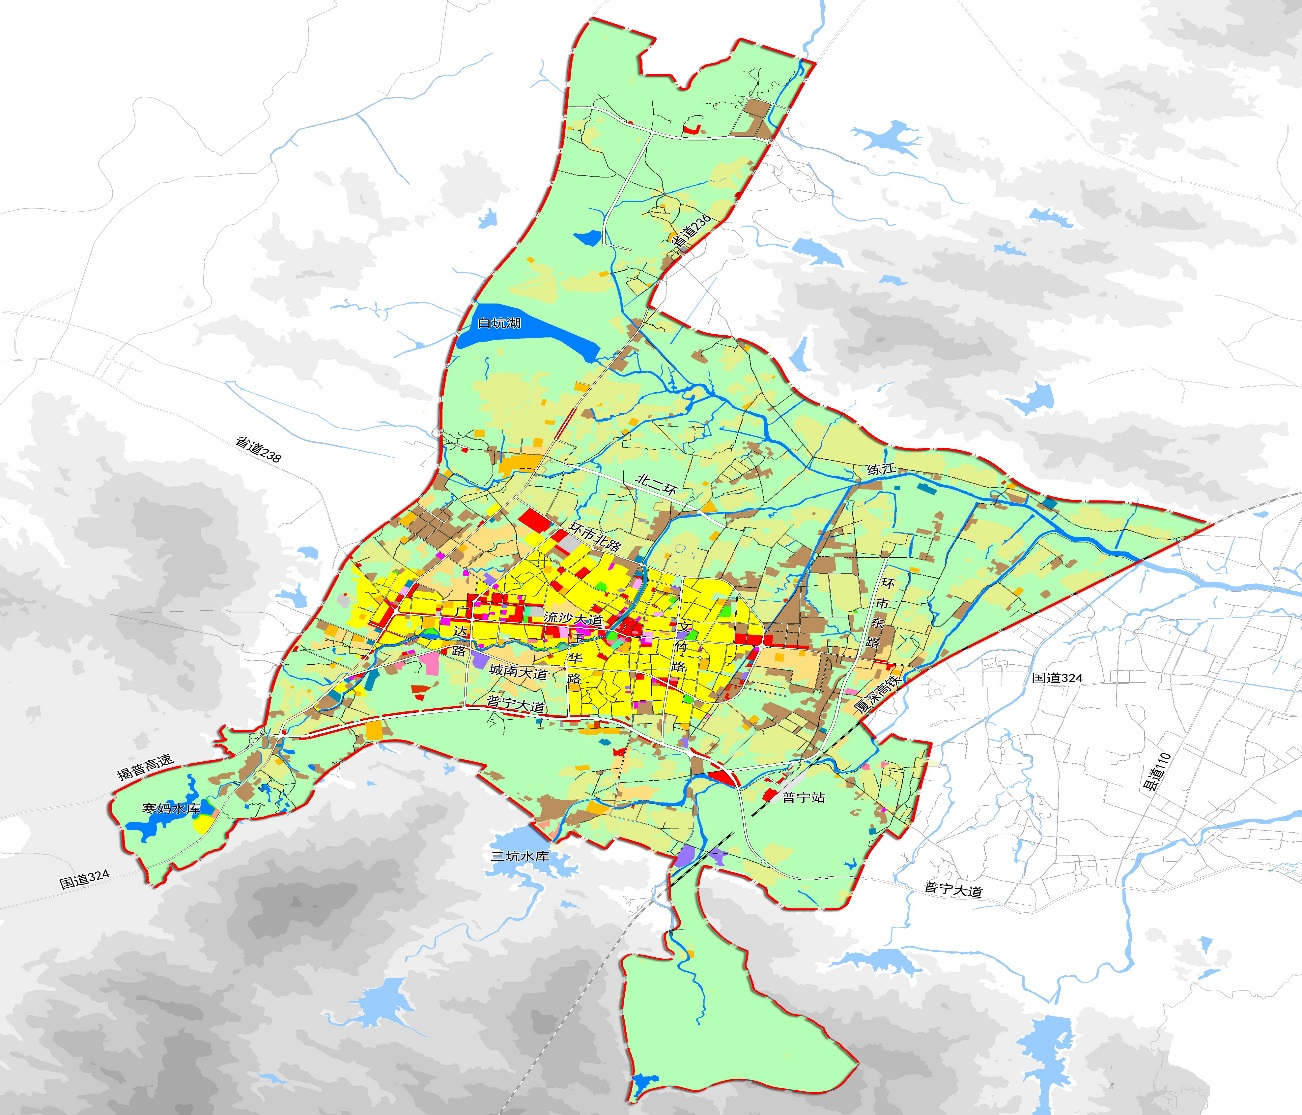 省道236
白坑湖
省道238
练江
北二环
环市北路
环市东路
流沙大道
广达路
玉华路
城南大道
普宁大道
国道324
厦深高铁
揭普高速
县道110
寒妈水库
普宁站
三坑水库
国道324
普宁大道